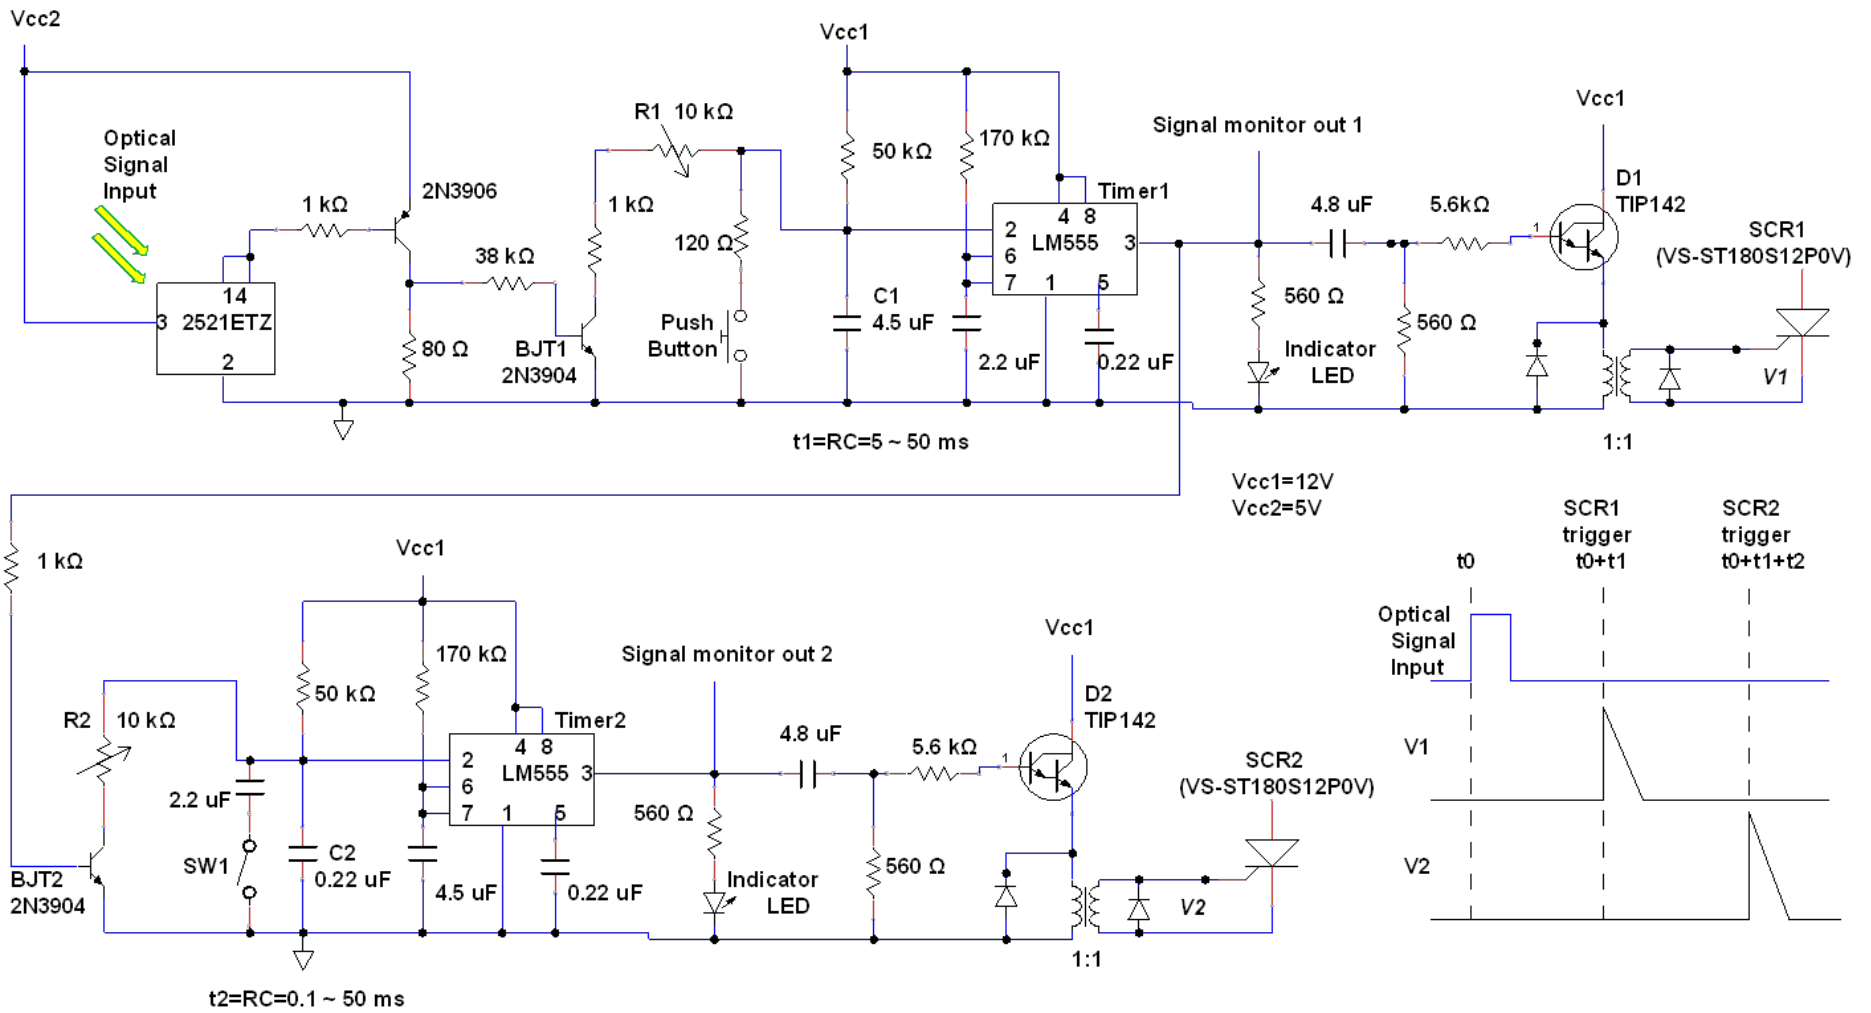 Vcc2
Optical
Signal
Input
1 kΩ
2N3906
14
3 2521ETZ
2
38 kΩ
80 Ω
BJT1
2N3904
R1 10 kΩ
1 kΩ
120 Ω
Push
Button
Vcc1
50 kΩ
170 kΩ
C1
4.5 uF
Timer1
4 8
2
LM555
3
6
7
1
5
2.2 uF
0.22 uF
t1=RC=5 ~ 50 ms
Signal monitor out 1
560 Ω
Indicator
LED
4.8 uF
560 Ω
5.6kΩ
1
Vcc1
D1
TIP142
SCR1
(VS-ST180S12P0V)
V1
1:1
Vcc1=12V
Vcc2=5V
1 kΩ
R2 10 kΩ
BJT2
2N3904
2.2 uF
SW1
Vcc1
50 kΩ
170 kΩ
C2
0.22 uF
Timer2
4 8
2
LM555
3
6
7
1
5
4.5 uF
0.22 uF
t2=RC=0.1 ~ 50 ms
Signal monitor out 2
560 Ω
Indicator
LED
4.8 uF
560 Ω
5.6 kΩ
1
Vcc1
D2
TIP142
SCR2
(VS-ST180S12P0V)
V2
1:1
t0
SCR1
trigger
t0+t1
SCR2
trigger
t0+t1+t2
Optical
Signal
Input
V1
V2